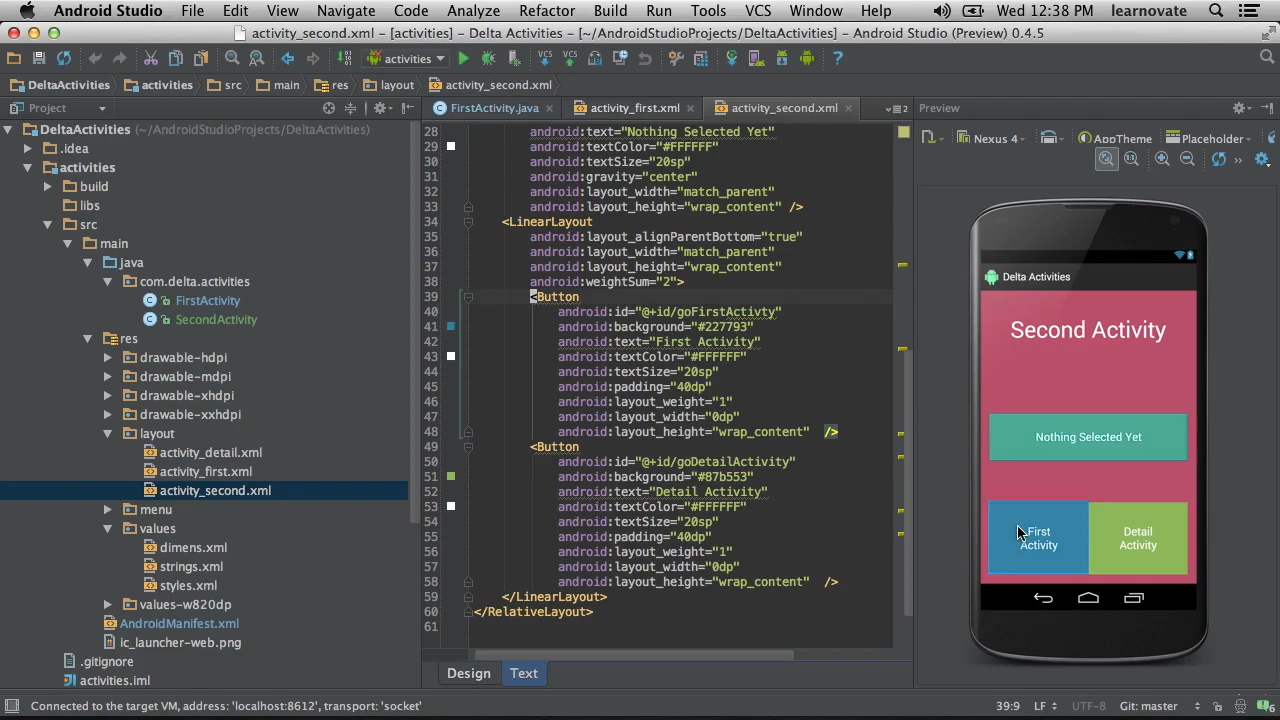 Android Studio File Edit View Navigate Code Analyze Refactor Build Run Tools VCS Window Help Wed 12:38 PM learnovate
activity_second.xml - [activities] - Delta Activities - [~/AndroidStudioProjects/DeltaActivities] - Android Studio (Preview) 0.4.5
activities
DeltaActivities activities src main res layout activity_second.xml
Project
FirstActivity.java activity_first.xml activity_second.xml
Preview
DeltaActivities (~/AndroidStudioProjects/DeltaActivities)
.idea
activities
build
libs
src
main
java
com.delta.activities
FirstActivity
SecondActivity
res
drawable-hdpi
drawable-mdpi
drawable-xhdpi
drawable-xxhdpi
layout
activity_detail.xml
activity_first.xml
activity_second.xml
menu
values
dimens.xml
strings.xml
styles.xml
values-w820dp
AndroidManifest.xml
ic_launcher-web.png
.gitignore
activities.iml
28 android:text="Nothing Selected Yet"
29 android:textColor="#FFFFFF"
30 android:textSize="20sp"
31 android:gravity="center"
32 android:layout_width="match_parent"
33 android:layout_height="wrap_content" />
34 <LinearLayout
35 android:layout_alignParentBottom="true"
36 android:layout_width="match_parent"
37 android:layout_height="wrap_content"
38 android:weightSum="2">
39 <Button
40 android:id="@+id/goFirstActivty"
41 android:background="#227793"
42 android:text="First Activity"
43 android:textColor="#FFFFFF"
44 android:textSize="20sp"
45 android:padding="40dp"
46 android:layout_weight="1"
47 android:layout_width="0dp"
48 android:layout_height="wrap_content" />
49 <Button
50 android:id="@+id/goDetailActivity"
51 android:background="#87b553"
52 android:text="Detail Activity"
53 android:textColor="#FFFFFF"
54 android:textSize="20sp"
55 android:padding="40dp"
56 android:layout_weight="1"
57 android:layout_width="0dp"
58 android:layout_height="wrap_content" />
59 </LinearLayout>
60 </RelativeLayout>
61
Design Text
Nexus 4 AppTheme Placeholder
Delta Activities
Second Activity
Nothing Selected Yet
First
Activity
Detail
Activity
Connected to the target VM, address: 'localhost:8612', transport: 'socket' 39:9 LF UTF-8 Git: master